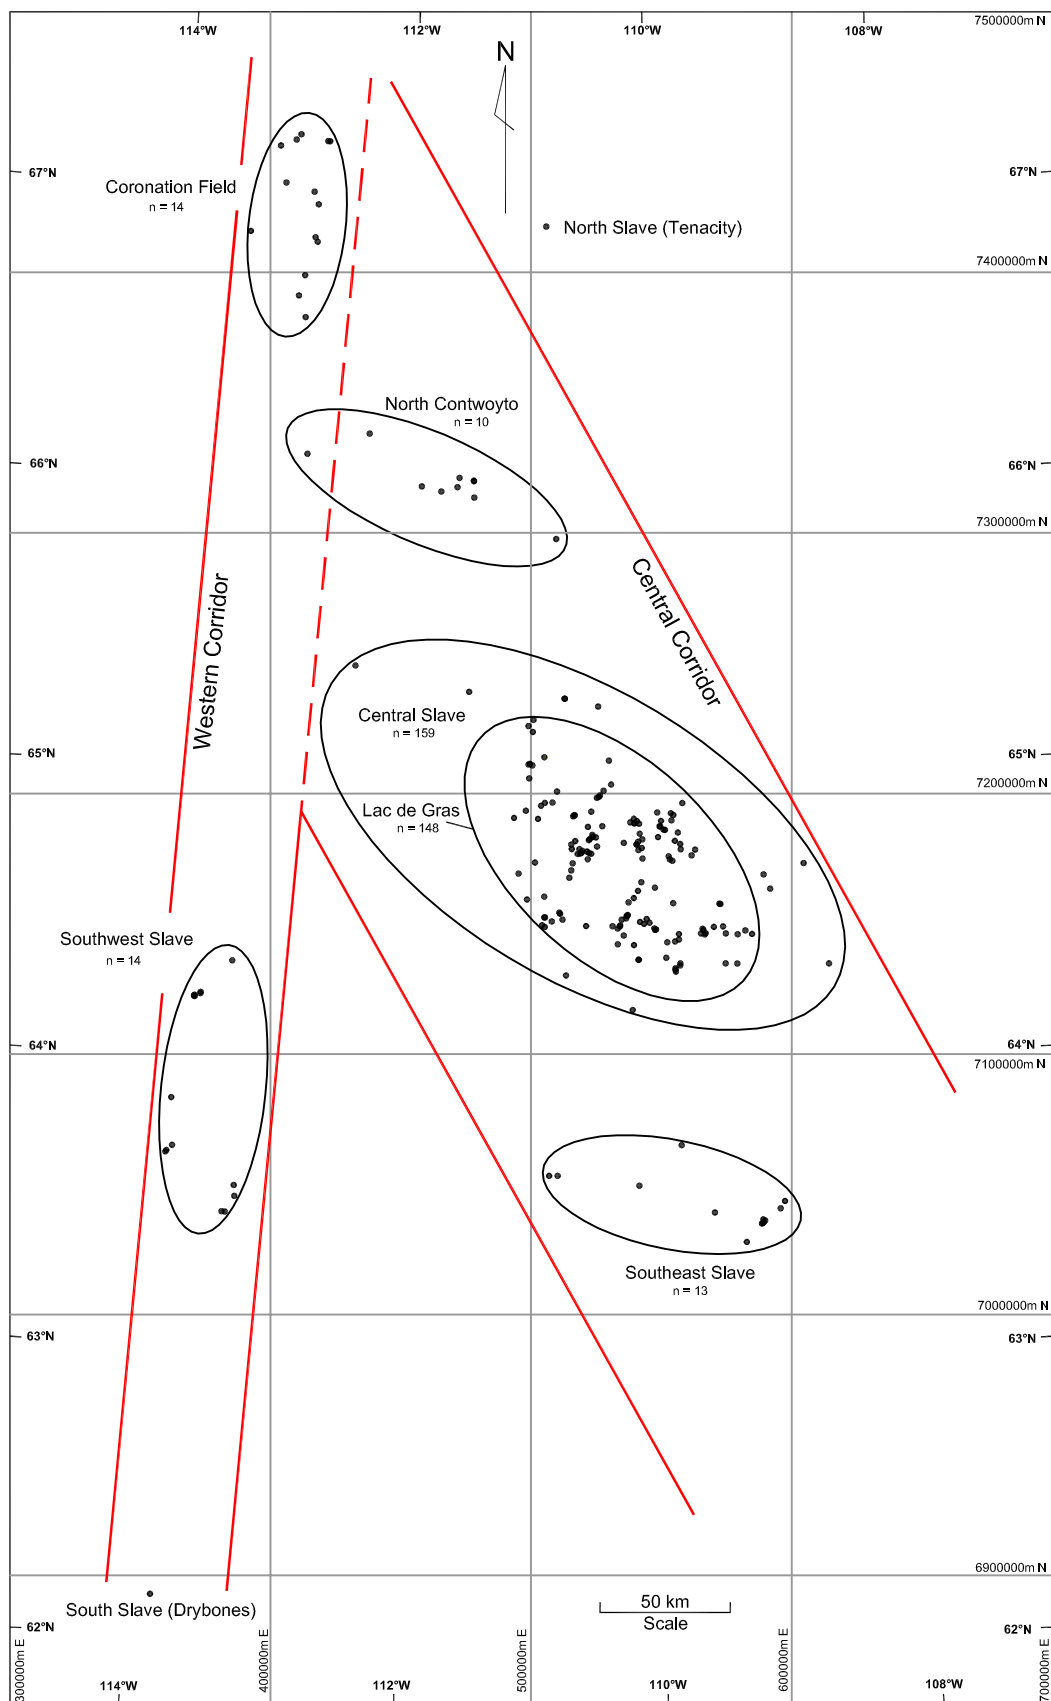 114°W
112°W
110°W
108°W
7500000m N
N
67°N
67°N
Coronation Field
n = 14
North Slave (Tenacity)
7400000m N
North Contwoyto
n = 10
66°N
66°N
7300000m N
Western Corridor
Central Corridor
Central Slave
n = 159
65°N
65°N
7200000m N
Lac de Gras
n = 148
Southwest Slave
n = 14
64°N
64°N
7100000m N
Southeast Slave
n = 13
7000000m N
63°N
63°N
6900000m N
50 km
Scale
South Slave (Drybones)
62°N
62°N
300000m E
400000m E
500000m E
600000m E
700000m E
114°W
112°W
110°W
108°W